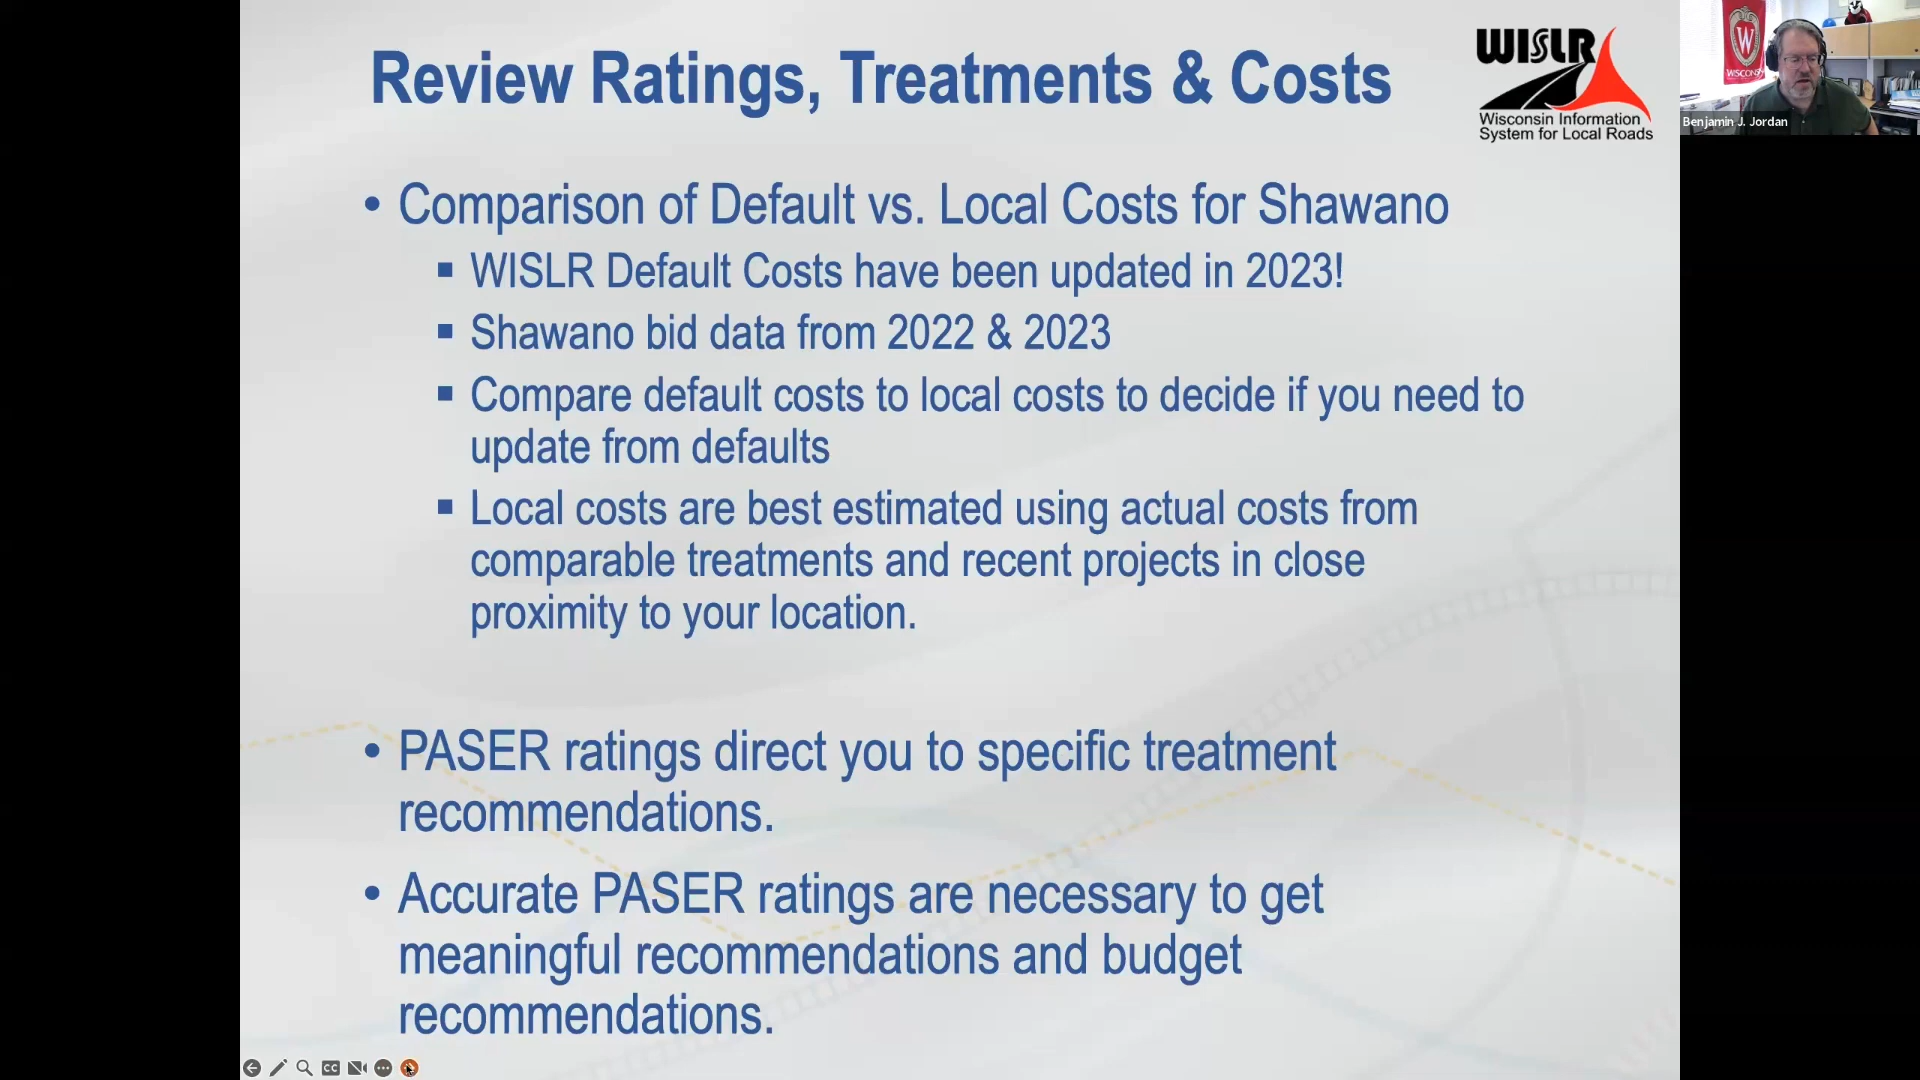 Review Ratings, Treatments & Costs
WISLR
Wisconsin Information
System for Local Roads
W
WISCONSIN
Benjamin J. Jordan
• Comparison of Default vs. Local Costs for Shawano
▪ WISLR Default Costs have been updated in 2023!
▪ Shawano bid data from 2022 & 2023
▪ Compare default costs to local costs to decide if you need to
update from defaults
▪ Local costs are best estimated using actual costs from
comparable treatments and recent projects in close
proximity to your location.
• PASER ratings direct you to specific treatment
recommendations.
• Accurate PASER ratings are necessary to get
meaningful recommendations and budget
recommendations.
CC